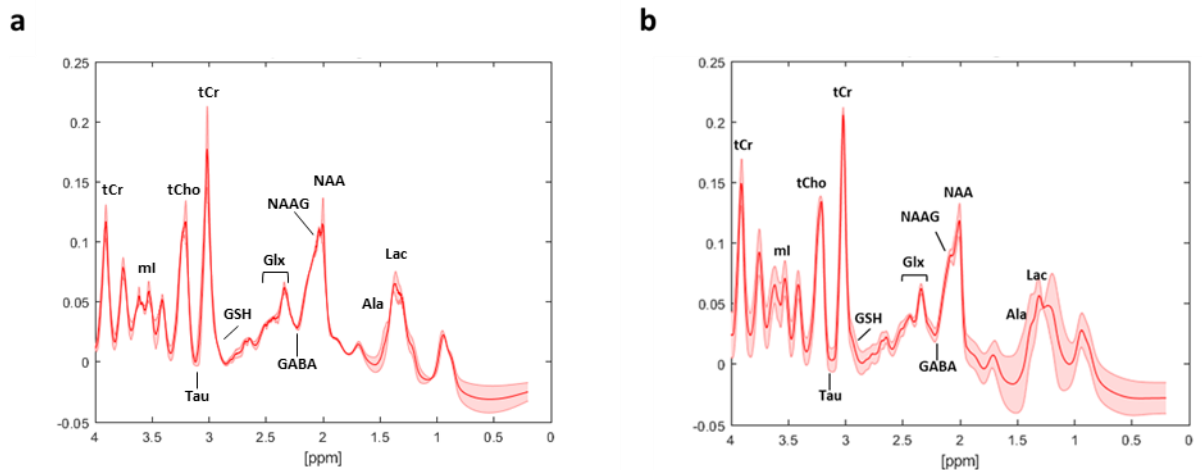 a
0.25
0.2
0.15
0.1
0.05
0
-0.05
4
3.5
3
2.5
2
1.5
1
0.5
0
[ppm]
tCr
mI
tCho
tCr
GSH
Tau
Glx
GABA
NAAG
NAA
Ala
Lac
b
0.25
0.2
0.15
0.1
0.05
0
-0.05
4
3.5
3
2.5
2
1.5
1
0.5
0
[ppm]
tCr
mI
tCho
tCr
GSH
Tau
Glx
GABA
NAAG
NAA
Ala
Lac